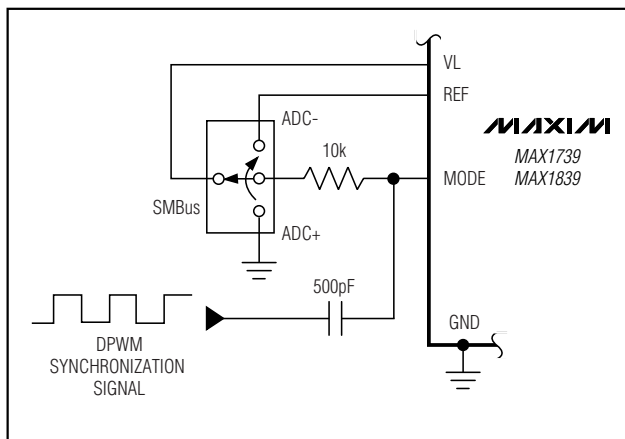 VL
REF
ADC-
MAXIM
10k
MAX1739
MAX1839
MODE
SMBus
ADC+
500pF
GND
DPWM
SYNCHRONIZATION
SIGNAL